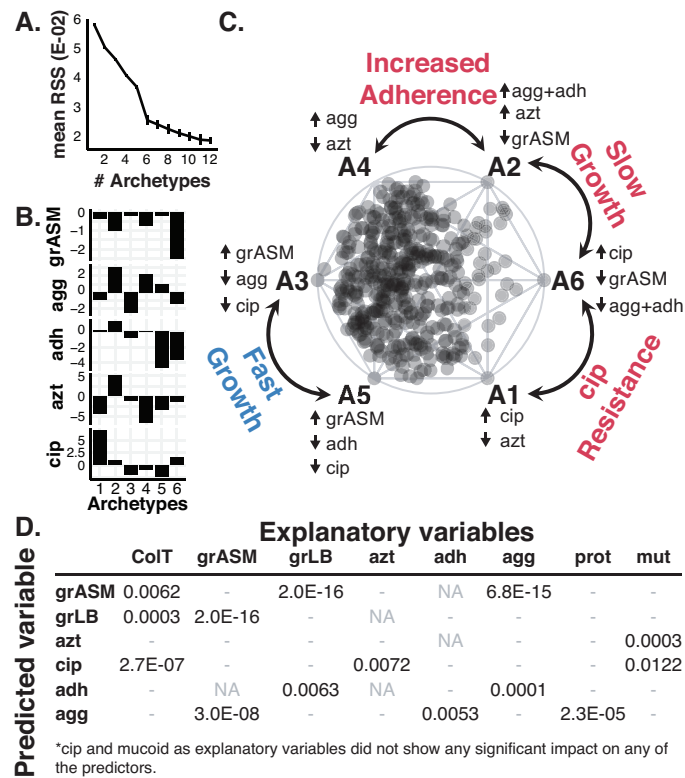 A.
mean RSS (E-02)
6
5
4
3
2
2 4 6 8 10 12
# Archetypes
B.
grASM
0
-1
-2
agg
2
0
-2
adh
0
-2
-4
azt
5
0
-5
cip
5
2.5
0
1 2 3 4 5 6
Archetypes
C.
Increased
Adherence
agg+adh
azt
grASM
agg
azt
A4
A2
Slow
Growth
grASM
agg
cip
A3
A6
cip
grASM
agg+adh
Fast
Growth
A5
A1
cip
Resistance
grASM
adh
cip
cip
azt
D.
Explanatory variables
Predicted variable
ColT grASM grLB azt adh agg prot mut
grASM 0.0062 - 2.0E-16 - NA 6.8E-15 - -
grLB 0.0003 2.0E-16 - NA - - - -
azt - - - - NA - - 0.0003
cip 2.7E-07 - - 0.0072 - - - 0.0122
adh - NA 0.0063 NA - 0.0001 - -
agg - 3.0E-08 - - 0.0053 - 2.3E-05 -
*cip and mucoid as explanatory variables did not show any significant impact on any of
the predictors.